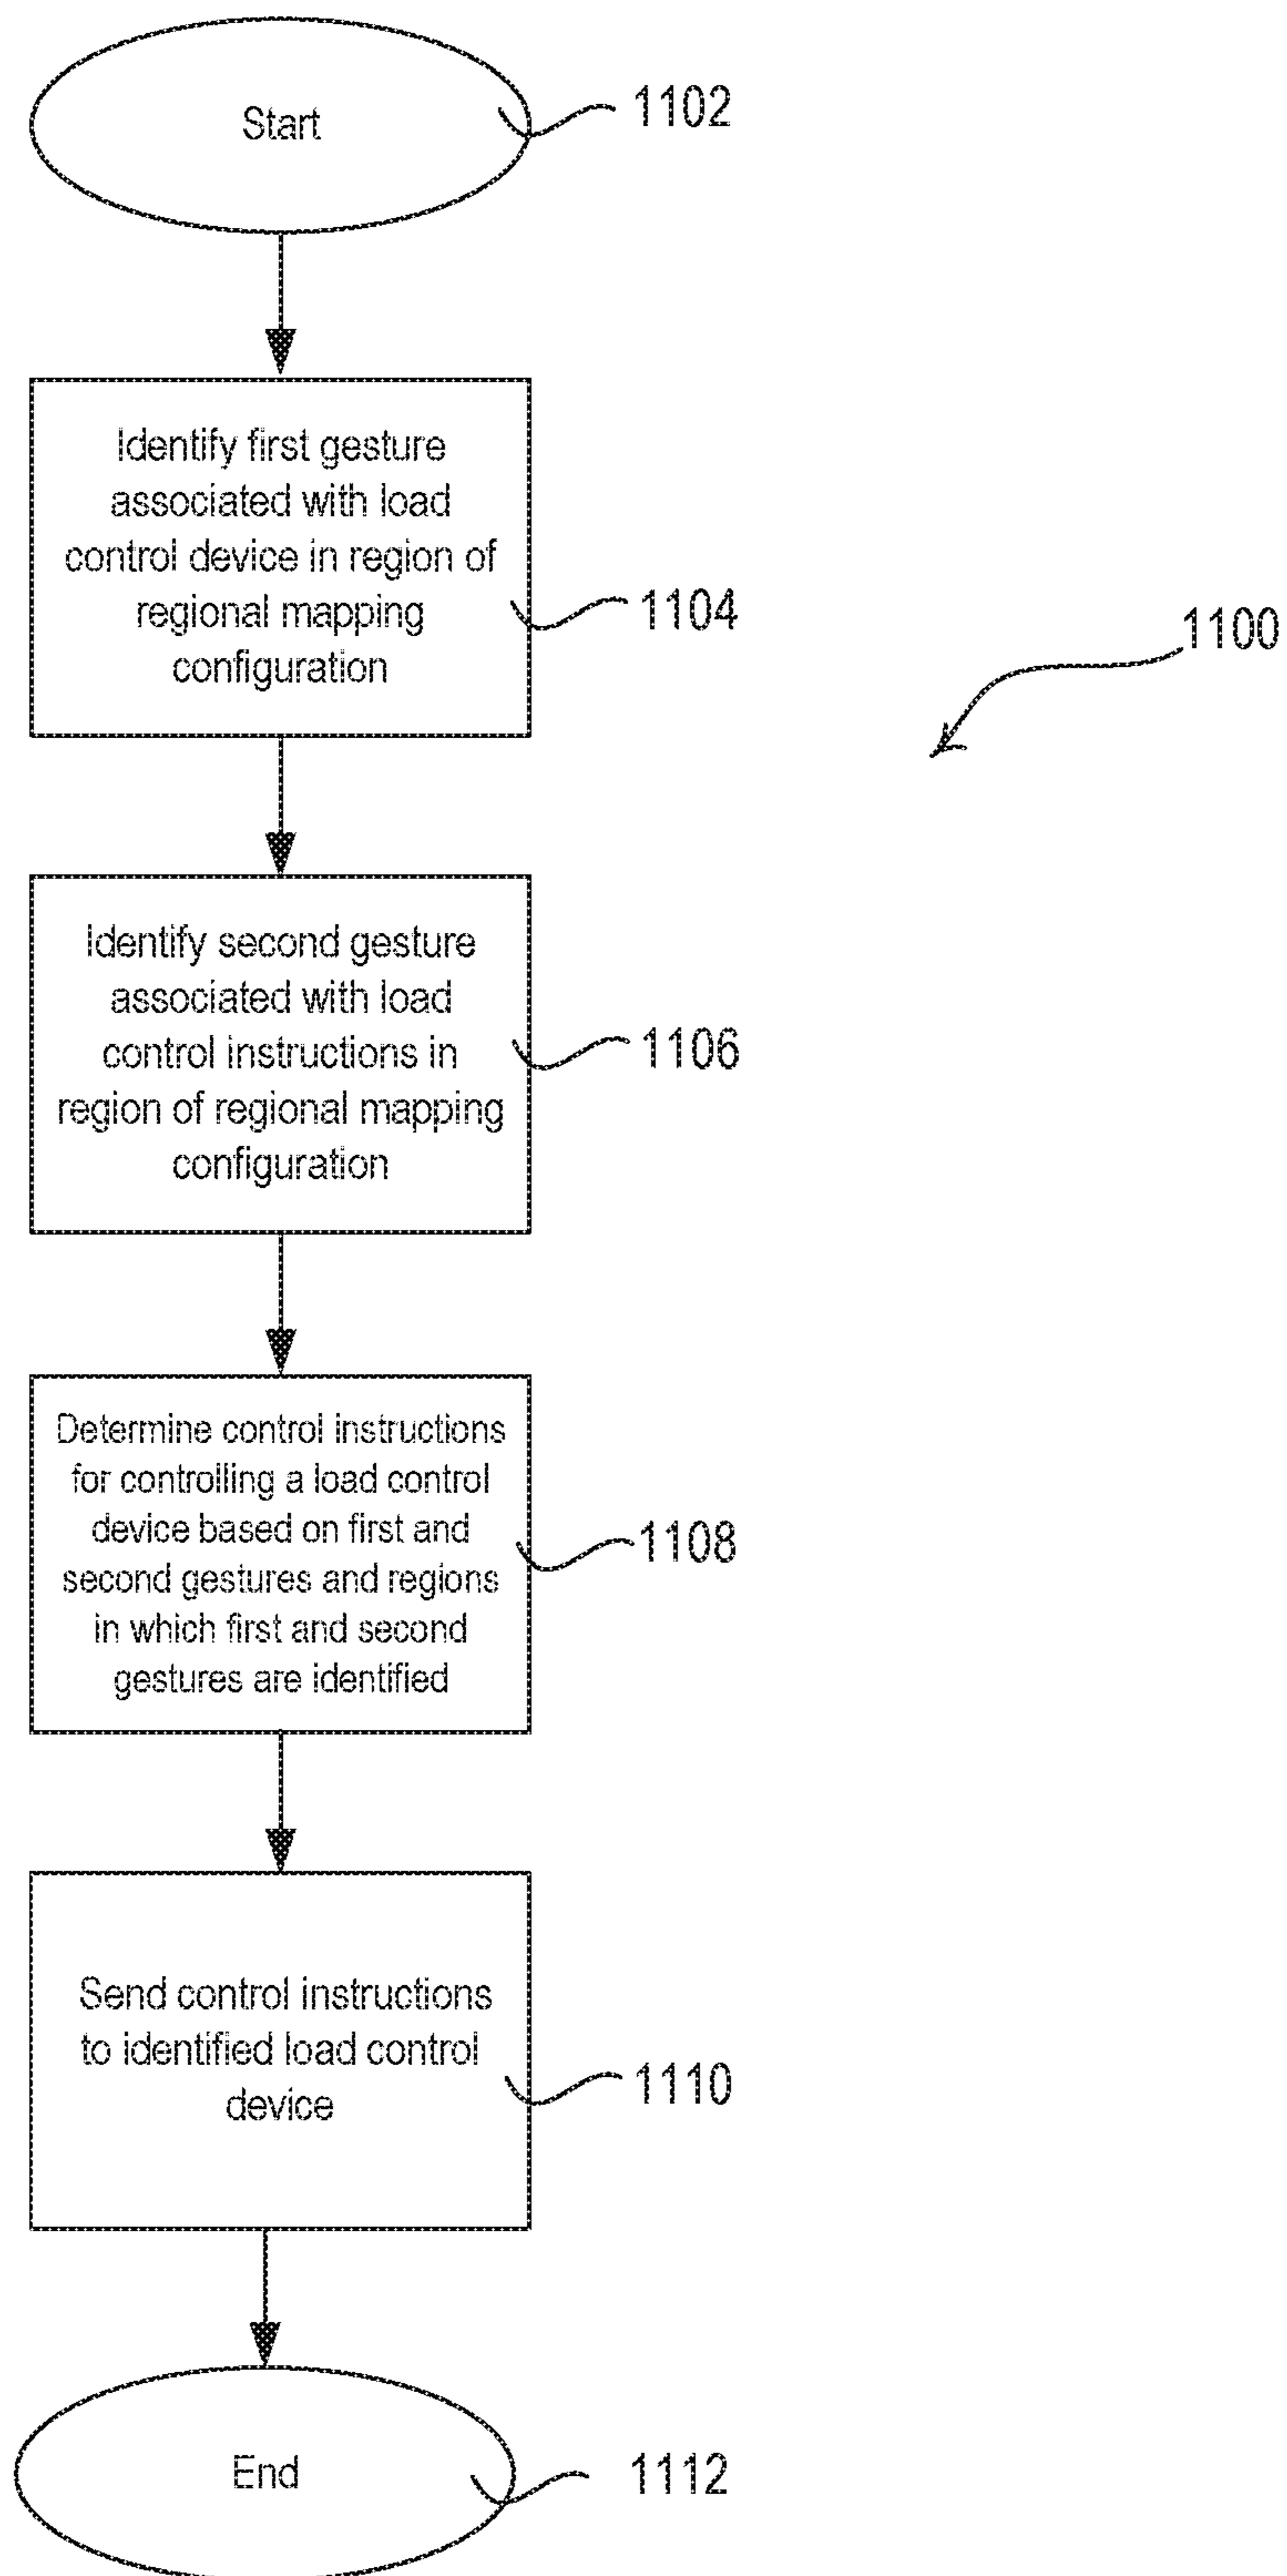 Start
1102
Identify first gesture
associated with load
control device in region of
regional mapping
configuration
1104
1100
Identify second gesture
associated with load
control instructions in
region of regional mapping
configuration
1106
Determine control instructions
for controlling a load control
device based on first and
second gestures and regions
in which first and second
gestures are identified
1108
Send control instructions
to identified load control
device
1110
End
1112